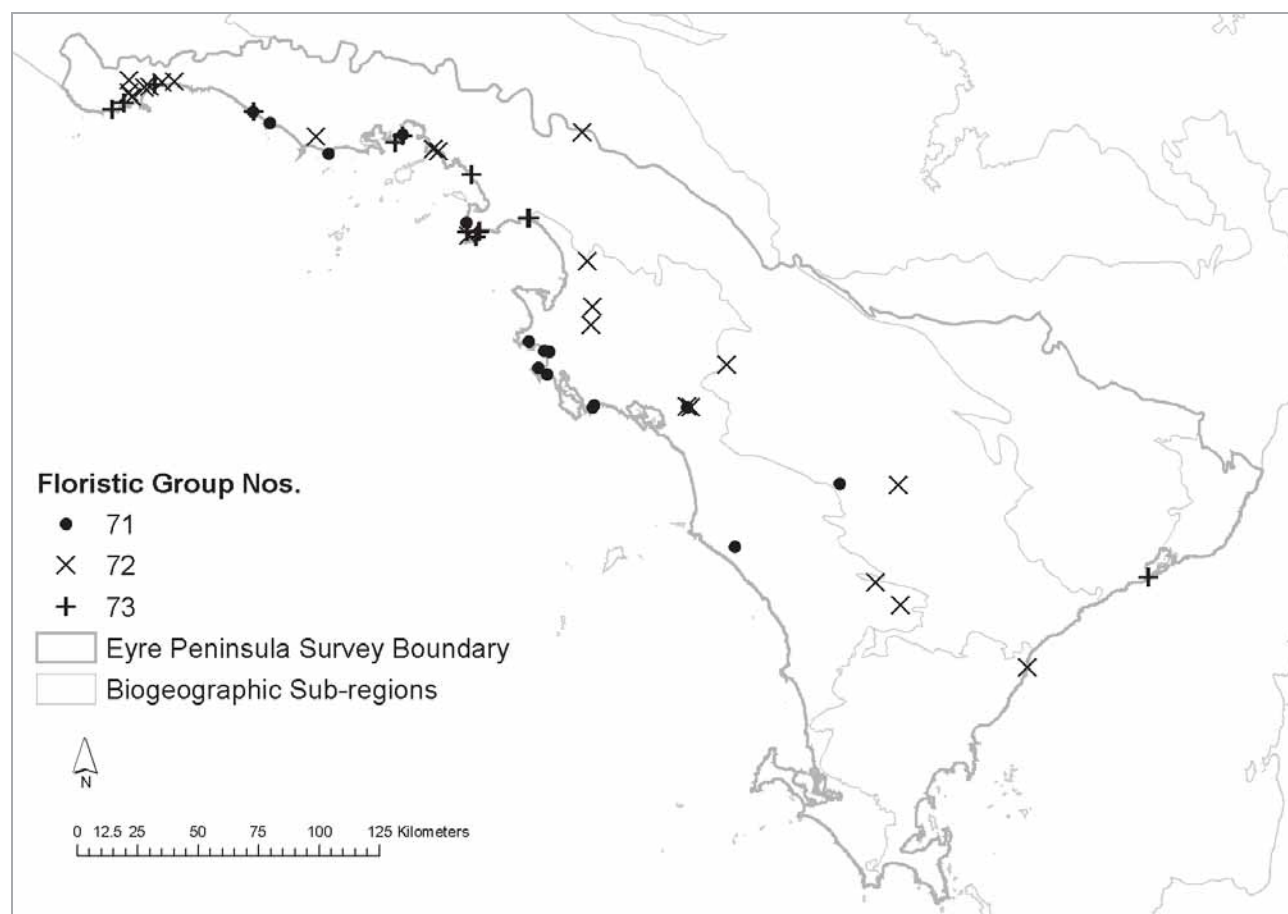 Floristic Group Nos.
71
72
73
Eyre Peninsula Survey Boundary
Biogeographic Sub-regions
N
0 12.5 25 50 75 100 125 Kilometers